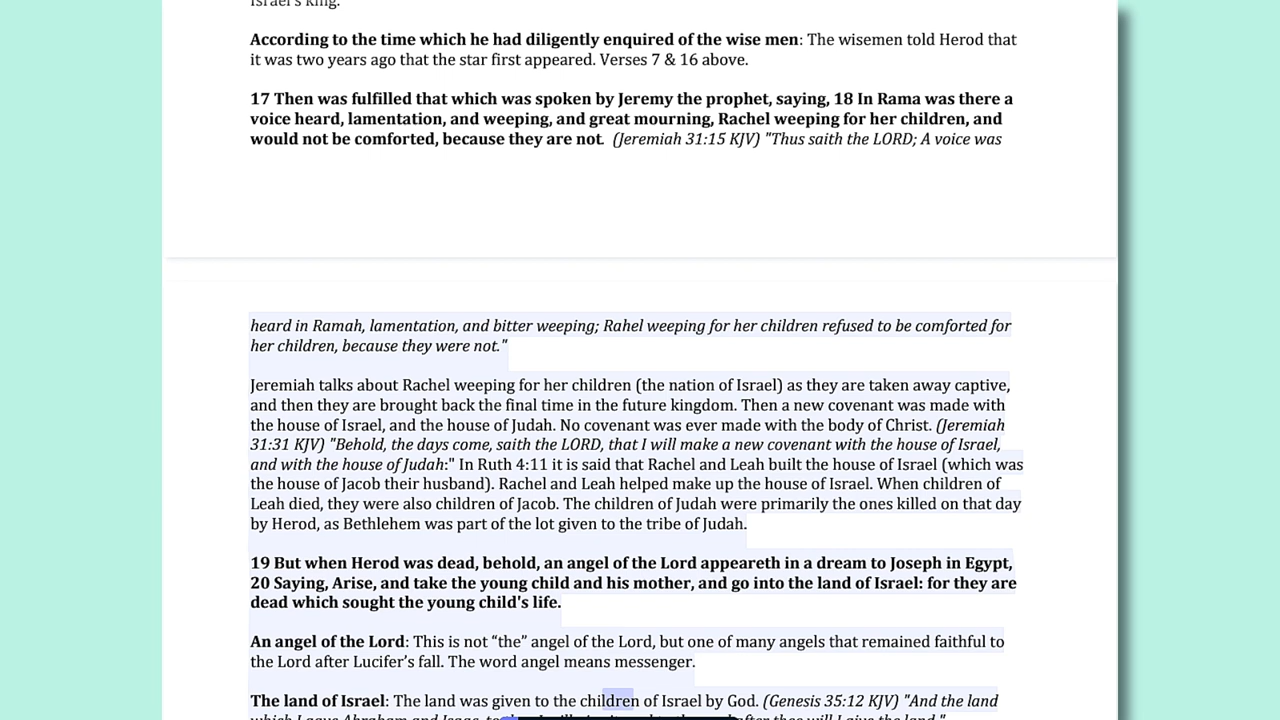 Israel's king.
According to the time which he had diligently enquired of the wise men: The wisemen told Herod that
it was two years ago that the star first appeared. Verses 7 & 16 above.
17 Then was fulfilled that which was spoken by Jeremy the prophet, saying, 18 In Rama was there a
voice heard, lamentation, and weeping, and great mourning, Rachel weeping for her children, and
would not be comforted, because they are not. (Jeremiah 31:15 KJV) "Thus saith the LORD; A voice was
heard in Ramah, lamentation, and bitter weeping; Rahel weeping for her children refused to be comforted for
her children, because they were not."
Jeremiah talks about Rachel weeping for her children (the nation of Israel) as they are taken away captive,
and then they are brought back the final time in the future kingdom. Then a new covenant was made with
the house of Israel, and the house of Judah. No covenant was ever made with the body of Christ. (Jeremiah
31:31 KJV) "Behold, the days come, saith the LORD, that I will make a new covenant with the house of Israel,
and with the house of Judah:" In Ruth 4:11 it is said that Rachel and Leah built the house of Israel (which was
the house of Jacob their husband). Rachel and Leah helped make up the house of Israel. When children of
Leah died, they were also children of Jacob. The children of Judah were primarily the ones killed on that day
by Herod, as Bethlehem was part of the lot given to the tribe of Judah.
19 But when Herod was dead, behold, an angel of the Lord appeareth in a dream to Joseph in Egypt,
20 Saying, Arise, and take the young child and his mother, and go into the land of Israel: for they are
dead which sought the young child's life.
An angel of the Lord: This is not “the” angel of the Lord, but one of many angels that remained faithful to
the Lord after Lucifer’s fall. The word angel means messenger.
The land of Israel: The land was given to the children of Israel by God. (Genesis 35:12 KJV) "And the land
which I gave Abraham and Isaac, to after thee will I give the land."